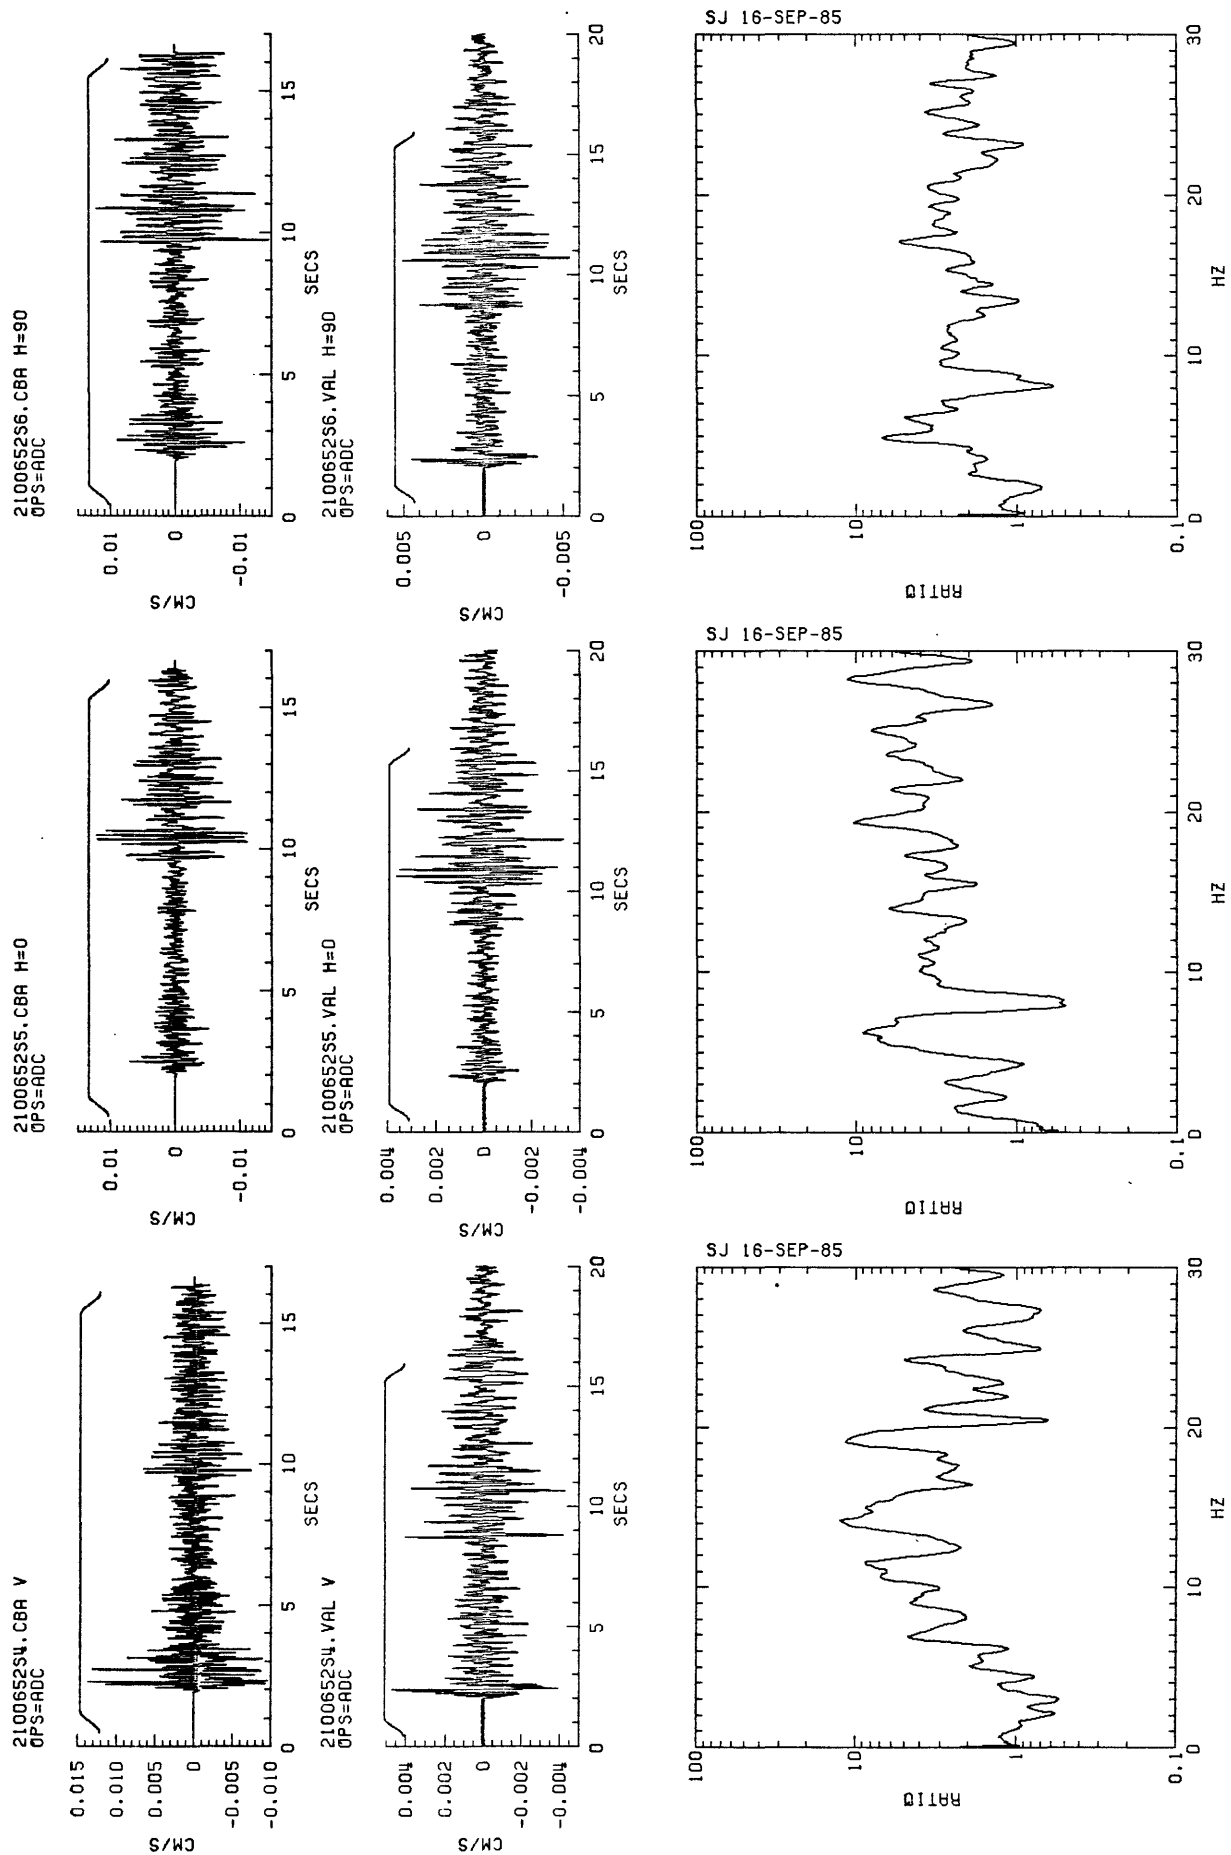 2100652S4.CBA V
OPS=ADC
0.015
0.010
0.005
0
-0.005
-0.010
CM/S
0 5 10 15
SECS
2100652S4.VAL V
OPS=ADC
0.004
0.002
0
-0.002
-0.004
CM/S
0 5 10 15 20
SECS
SJ 16-SEP-85
100
10
1
0.1
RATIO
0 10 20 30
HZ
2100652S5.CBA H=0
OPS=ADC
0.01
0
-0.01
CM/S
0 5 10 15
SECS
2100652S5.VAL H=0
OPS=ADC
0.004
0.002
0
-0.002
-0.004
CM/S
0 5 10 15 20
SECS
SJ 16-SEP-85
100
10
1
0.1
RATIO
0 10 20 30
HZ
2100652S6.CBA H=90
OPS=ADC
0.01
0
-0.01
CM/S
0 5 10 15
SECS
2100652S6.VAL H=90
OPS=ADC
0.005
0
-0.005
CM/S
0 5 10 15 20
SECS
SJ 16-SEP-85
100
10
1
0.1
RATIO
0 10 20 30
HZ